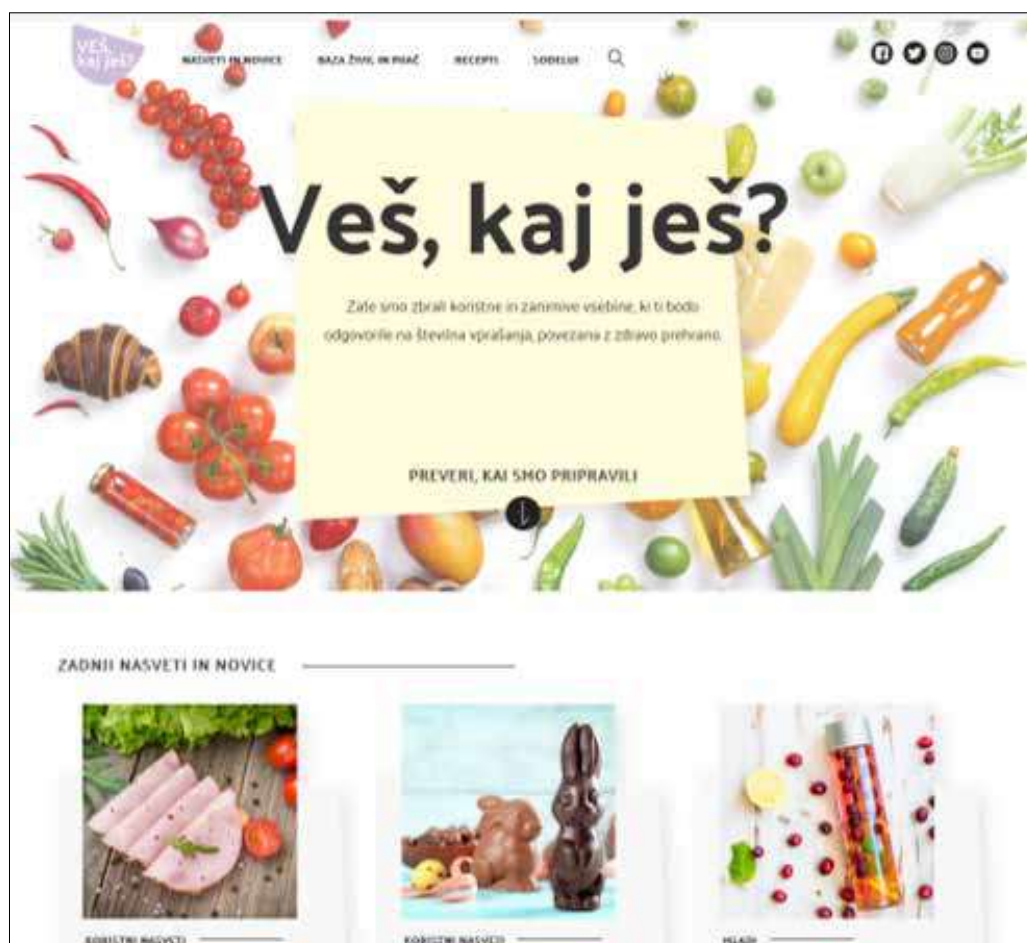 VEŠ,
kaj ješ?
NASVETI IN NOVICE
BAZA ŽIVIL IN PIJAČ
RECEPTI
SODELUJ
Veš, kaj ješ?
Zate smo zbrali koristne in zanimive vsebine, ki ti bodo
odgovorile na številna vprašanja, povezana z zdravo prehrano.
PREVERI, KAJ SMO PRIPRAVILI
ZADNJI NASVETI IN NOVICE
KORISTNI NASVETI
KORISTNI NASVETI
MLADI